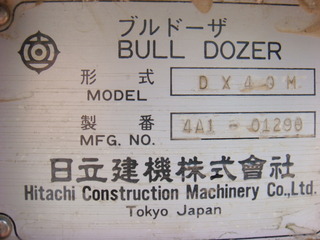 ブルドーザ
BULL DOZER
形式 DX40M
MODEL
製番 4A1-01290
MFG. NO.
日立建機株式會社
Hitachi Construction Machinery Co., Ltd.
Tokyo Japan